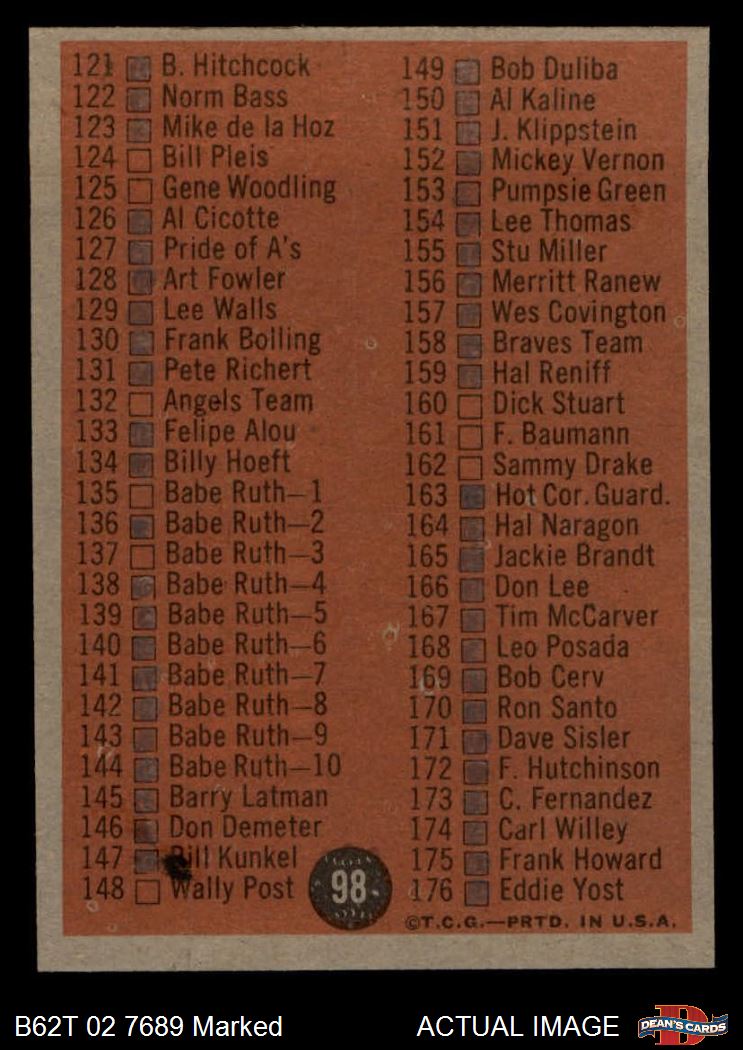 121 B. Hitchcock
122 Norm Bass
123 Mike de la Hoz
124 Bill Pleis
125 Gene Woodling
126 Al Cicotte
127 Pride of A's
128 Art Fowler
129 Lee Walls
130 Frank Bolling
131 Pete Richert
132 Angels Team
133 Felipe Alou
134 Billy Hoeft
135 Babe Ruth—1
136 Babe Ruth—2
137 Babe Ruth—3
138 Babe Ruth—4
139 Babe Ruth—5
140 Babe Ruth—6
141 Babe Ruth—7
142 Babe Ruth—8
143 Babe Ruth—9
144 Babe Ruth—10
145 Barry Latman
146 Don Demeter
147 Bill Kunkel
148 Wally Post
149 Bob Duliba
150 Al Kaline
151 J. Klippstein
152 Mickey Vernon
153 Pumpsie Green
154 Lee Thomas
155 Stu Miller
156 Merritt Ranew
157 Wes Covington
158 Braves Team
159 Hal Reniff
160 Dick Stuart
161 F. Baumann
162 Sammy Drake
163 Hot Cor. Guard.
164 Hal Naragon
165 Jackie Brandt
166 Don Lee
167 Tim McCarver
168 Leo Posada
169 Bob Cerv
170 Ron Santo
171 Dave Sisler
172 F. Hutchinson
173 C. Fernandez
174 Carl Willey
175 Frank Howard
176 Eddie Yost
98
©T.C.G.—PRTD. IN U.S.A.
B62T 02 7689 Marked
ACTUAL IMAGE
D
DEAN'S CARDS